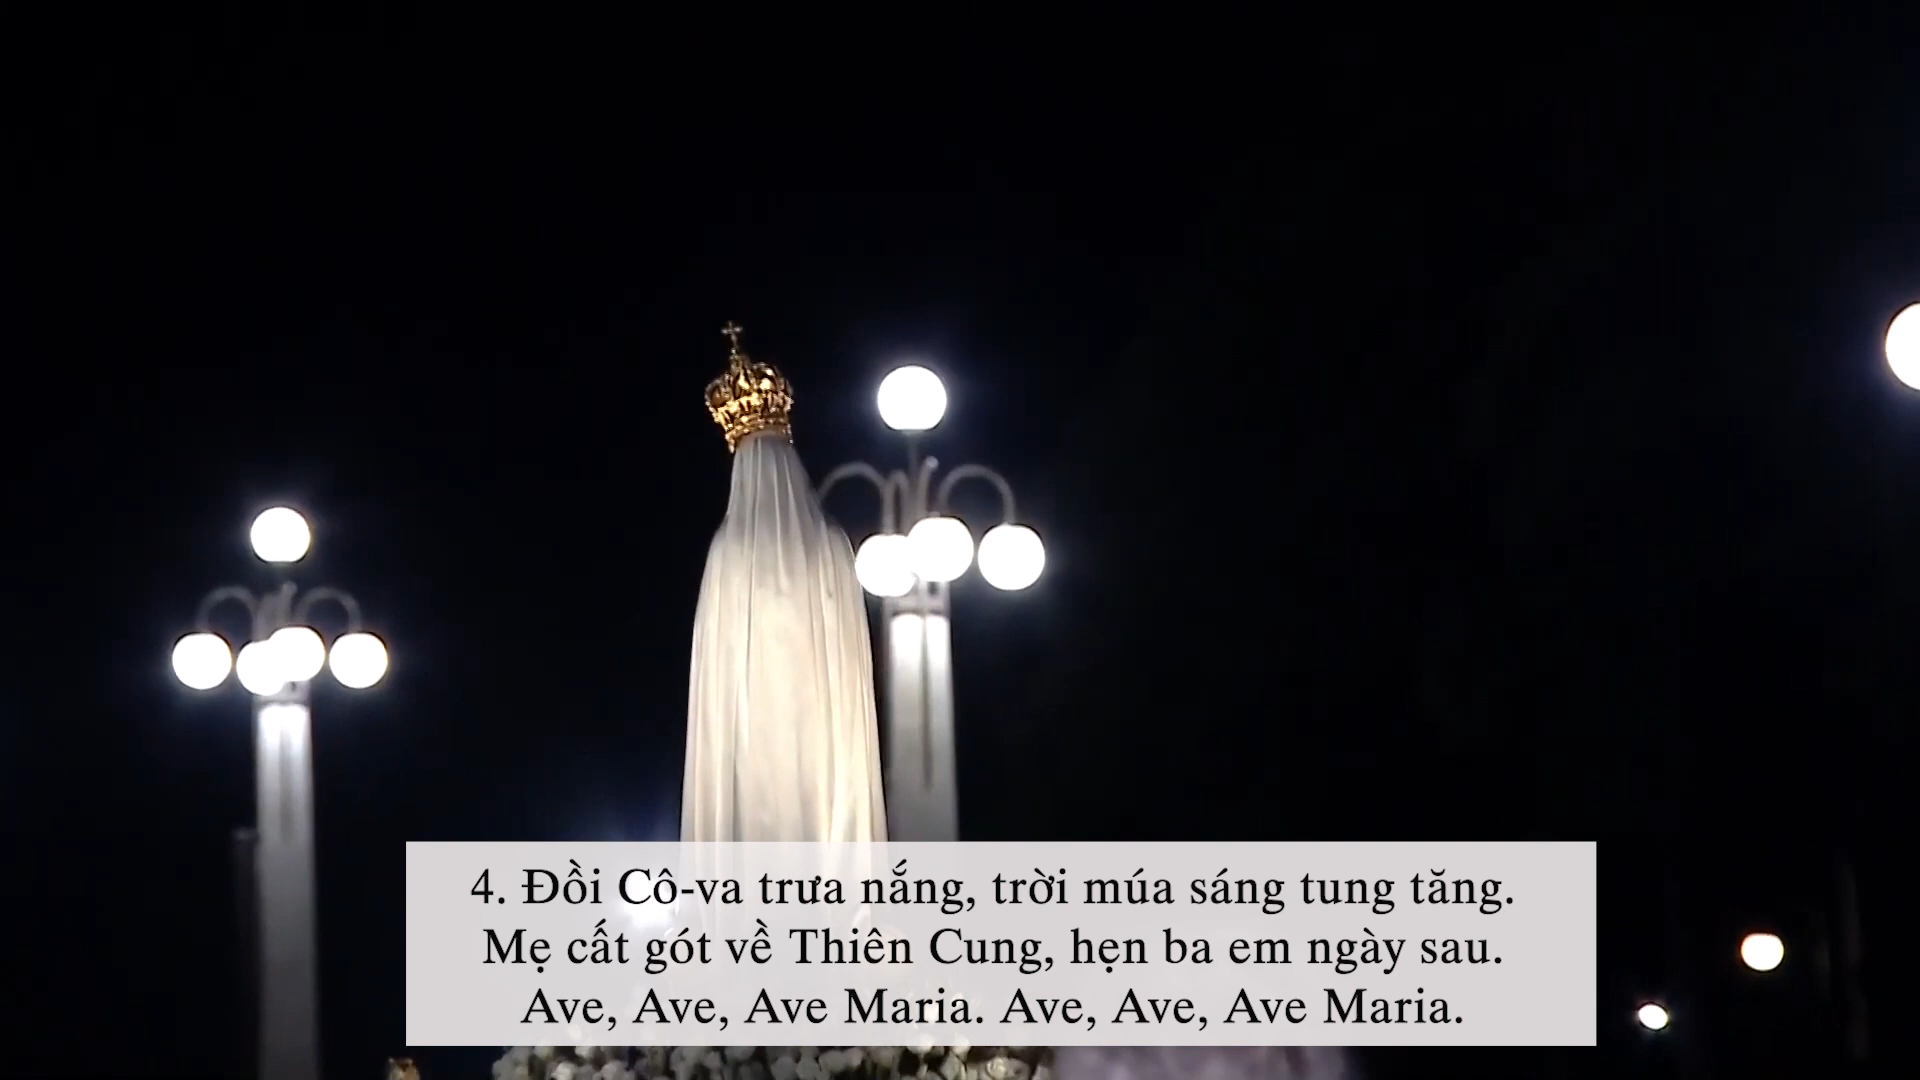 4. Đồi Cô-va trưa nắng, trời múa sáng tung tăng.
Mẹ cất gót về Thiên Cung, hẹn ba em ngày sau.
Ave, Ave, Ave Maria. Ave, Ave, Ave Maria.